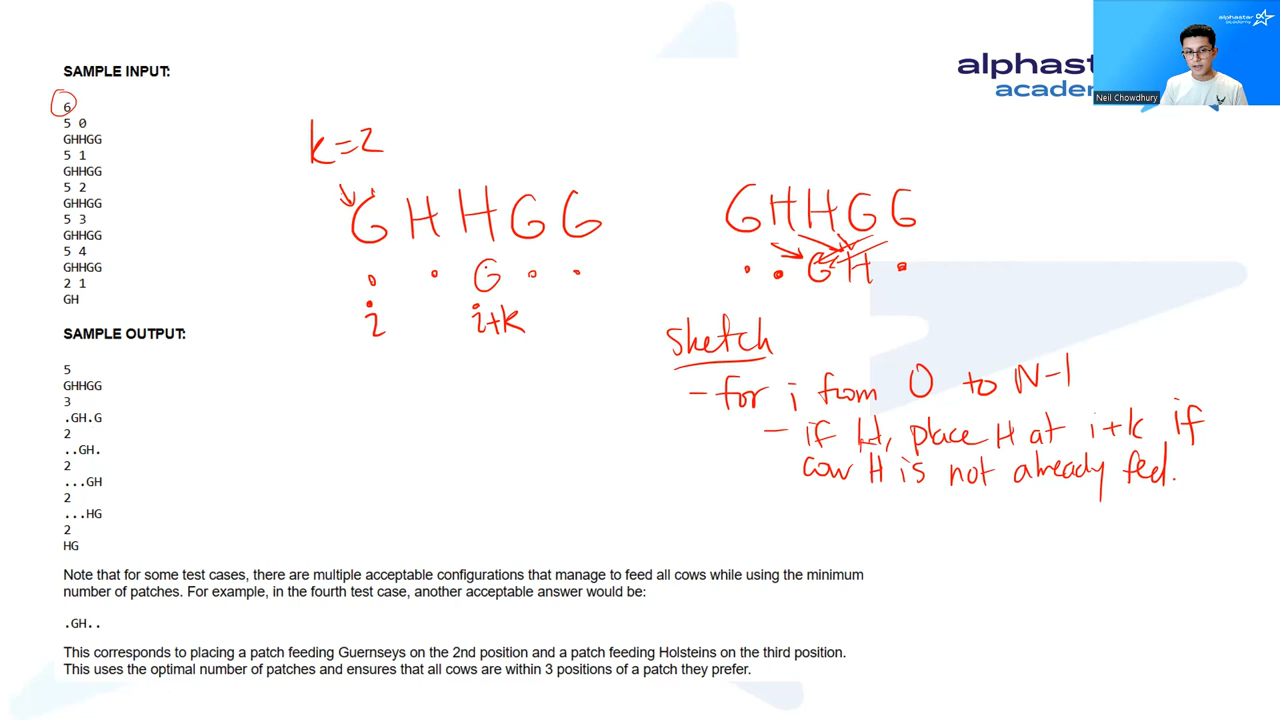 alphastar
academy
Neil Chowdhury
alphast
acade
SAMPLE INPUT:
6
5 0
GHHGG
5 1
GHHGG
5 2
GHHGG
5 3
GHHGG
5 4
GHHGG
2 1
GH
SAMPLE OUTPUT:
5
GHHGG
3
.GH.G
2
..GH.
2
...GH
2
...HG
2
HG
k=2
G H H G G
. . G . .
i i+k
G H H G G
. . G H .
sketch
- for i from 0 to N-1
- if H, place H at i+k if
cow H is not already feed.
Note that for some test cases, there are multiple acceptable configurations that manage to feed all cows while using the minimum
number of patches. For example, in the fourth test case, another acceptable answer would be:
.GH..
This corresponds to placing a patch feeding Guernseys on the 2nd position and a patch feeding Holsteins on the third position.
This uses the optimal number of patches and ensures that all cows are within 3 positions of a patch they prefer.